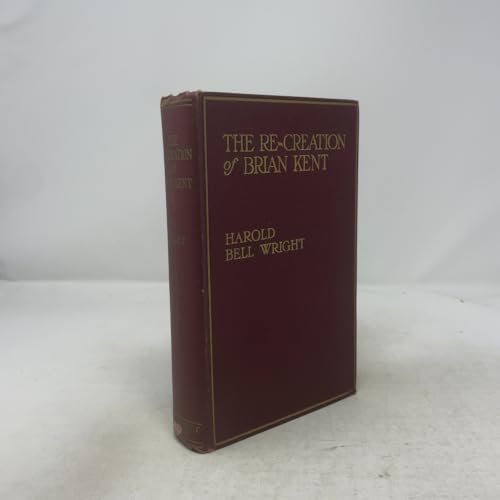 THE RE-CREATION
of BRIAN KENT
HAROLD
BELL WRIGHT